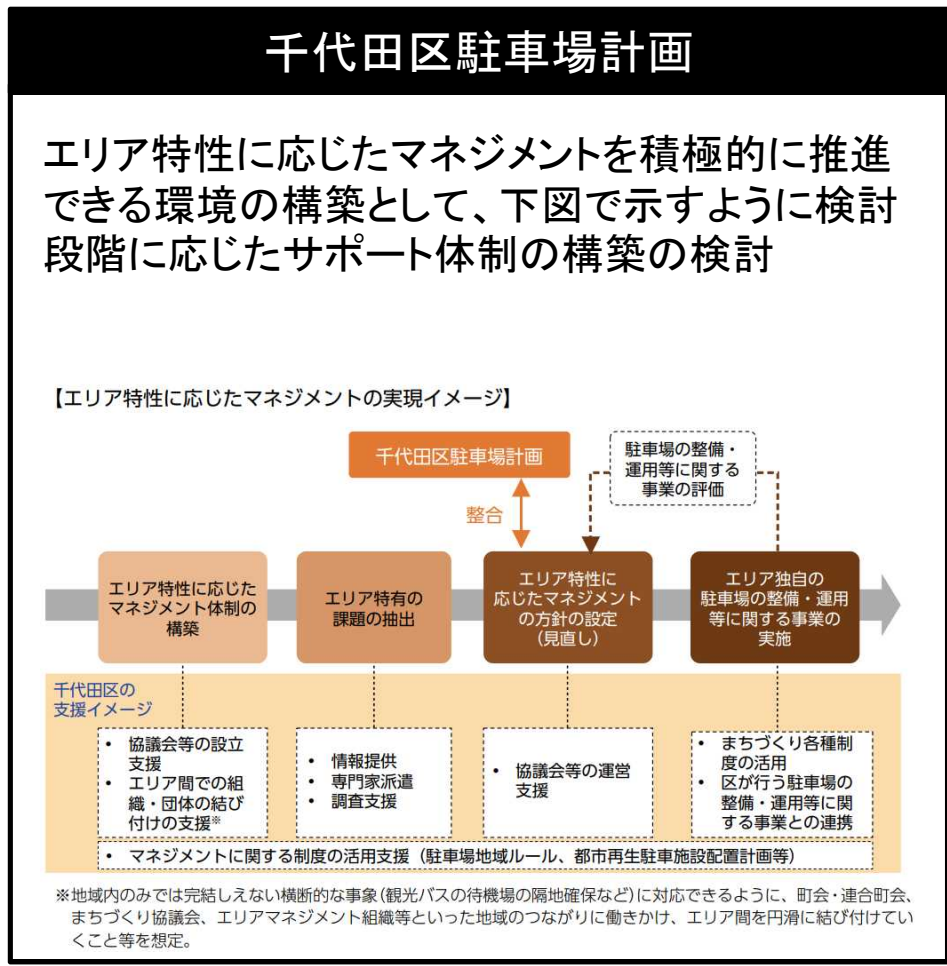 千代田区駐車場計画
エリア特性に応じたマネジメントを積極的に推進
できる環境の構築として、下図で示すように検討
段階に応じたサポート体制の構築の検討
【エリア特性に応じたマネジメントの実現イメージ】
千代田区駐車場計画
駐車場の整備・
運用等に関する
事業の評価
整合
エリア特性に応じた
マネジメント体制の
構築
エリア特有の
課題の抽出
エリア特性に
応じたマネジメント
の方針の設定
(見直し)
エリア独自の
駐車場の整備・運用
等に関する事業の
実施
千代田区の
支援イメージ
• 協議会等の設立
支援
• エリア間での組
織・団体の結び
付けの支援※
• 情報提供
• 専門家派遣
• 調査支援
• 協議会等の運営
支援
• まちづくり各種制
度の活用
• 区が行う駐車場の
整備・運用等に関
する事業との連携
• マネジメントに関する制度の活用支援（駐車場地域ルール、都市再生駐車施設配置計画等）
※地域内のみでは完結しえない横断的な事象(観光バスの待機場の隔地確保など)に対応できるように、町会・連合町会、
まちづくり協議会、エリアマネジメント組織等といった地域のつながりに働きかけ、エリア間を円滑に結び付けてい
くこと等を想定。